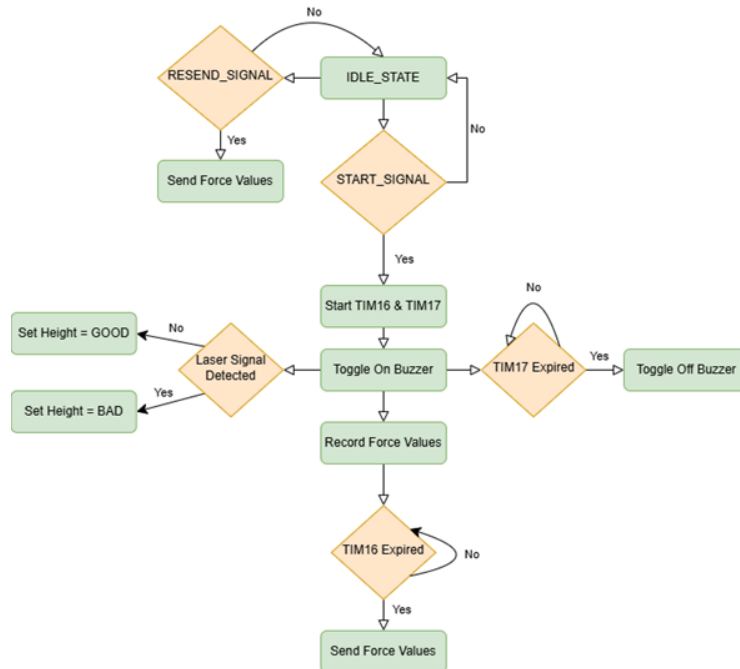 No
RESEND_SIGNAL
IDLE_STATE
No
Yes
Send Force Values
START_SIGNAL
Yes
Start TIM16 & TIM17
No
Set Height = GOOD
No
Laser Signal
Detected
Toggle On Buzzer
TIM17 Expired
Yes
Toggle Off Buzzer
Yes
Set Height = BAD
Record Force Values
TIM16 Expired
No
Yes
Send Force Values